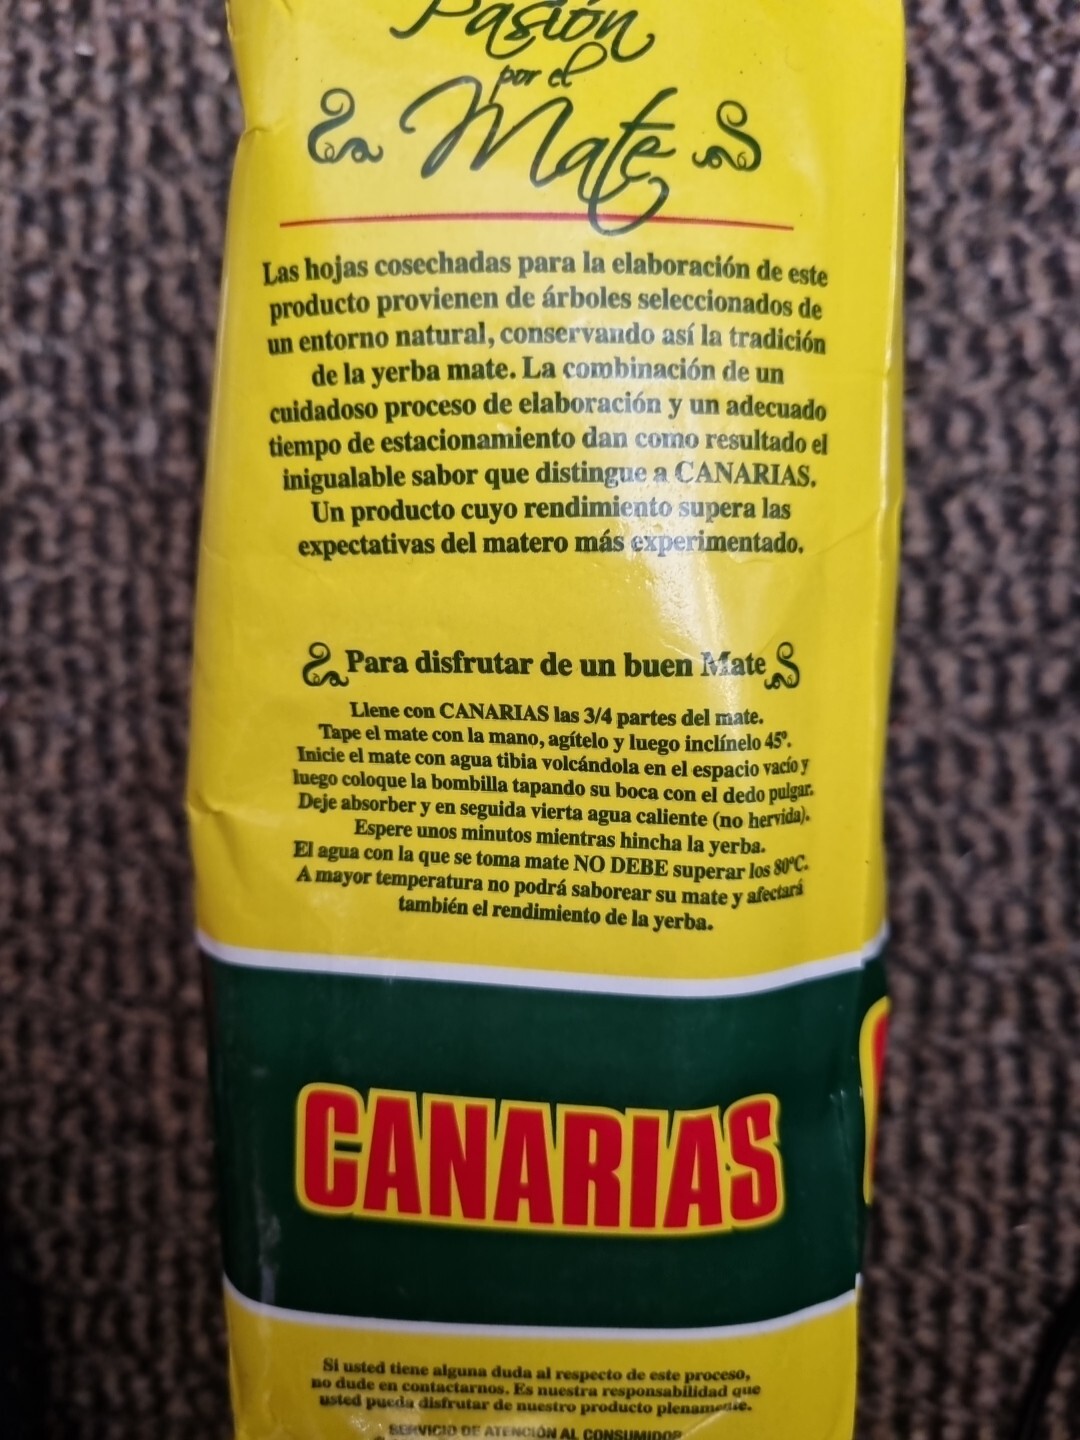 Pasión
por el
Mate
Las hojas cosechadas para la elaboración de este
producto provienen de árboles seleccionados de
un entorno natural, conservando así la tradición
de la yerba mate. La combinación de un
cuidadoso proceso de elaboración y un adecuado
tiempo de estacionamiento dan como resultado el
inigualable sabor que distingue a CANARIAS.
Un producto cuyo rendimiento supera las
expectativas del matero más experimentado.
Para disfrutar de un buen Mate
Llene con CANARIAS las 3/4 partes del mate.
Tape el mate con la mano, agítelo y luego inclínelo 45º.
Inicie el mate con agua tibia volcándola en el espacio vacío y
luego coloque la bombilla tapando su boca con el dedo pulgar.
Deje absorber y en seguida vierta agua caliente (no hervida).
Espere unos minutos mientras hincha la yerba.
El agua con la que se toma mate NO DEBE superar los 80ºC.
A mayor temperatura no podrá saborear su mate y afectará
también el rendimiento de la yerba.
CANARIAS
Si usted tiene alguna duda al respecto de este proceso,
no dude en contactarnos. Es nuestra responsabilidad que
usted pueda disfrutar de nuestro producto plenamente.
SERVICIO DE ATENCIÓN AL CONSUMIDOR